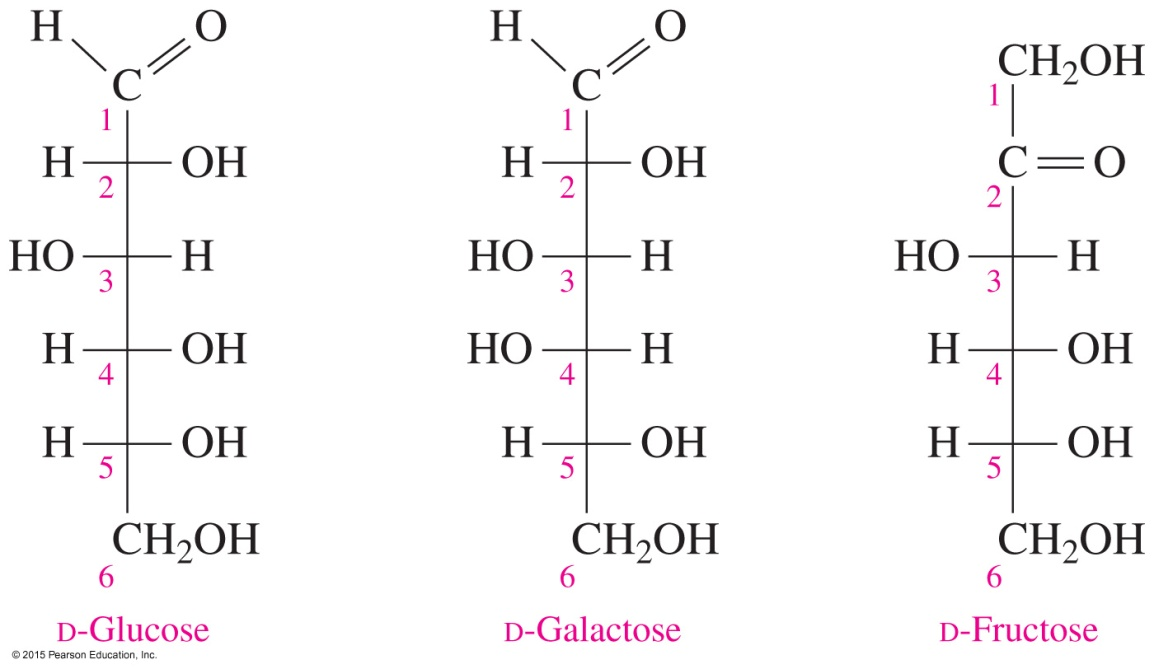 H O
C
1
H OH
2
HO H
3
H OH
4
H OH
5
CH₂OH
6
D-Glucose
H O
C
1
H OH
2
HO H
3
HO H
4
H OH
5
CH₂OH
6
D-Galactose
CH₂OH
1
C O
2
HO H
3
H OH
4
H OH
5
CH₂OH
6
D-Fructose
© 2015 Pearson Education, Inc.